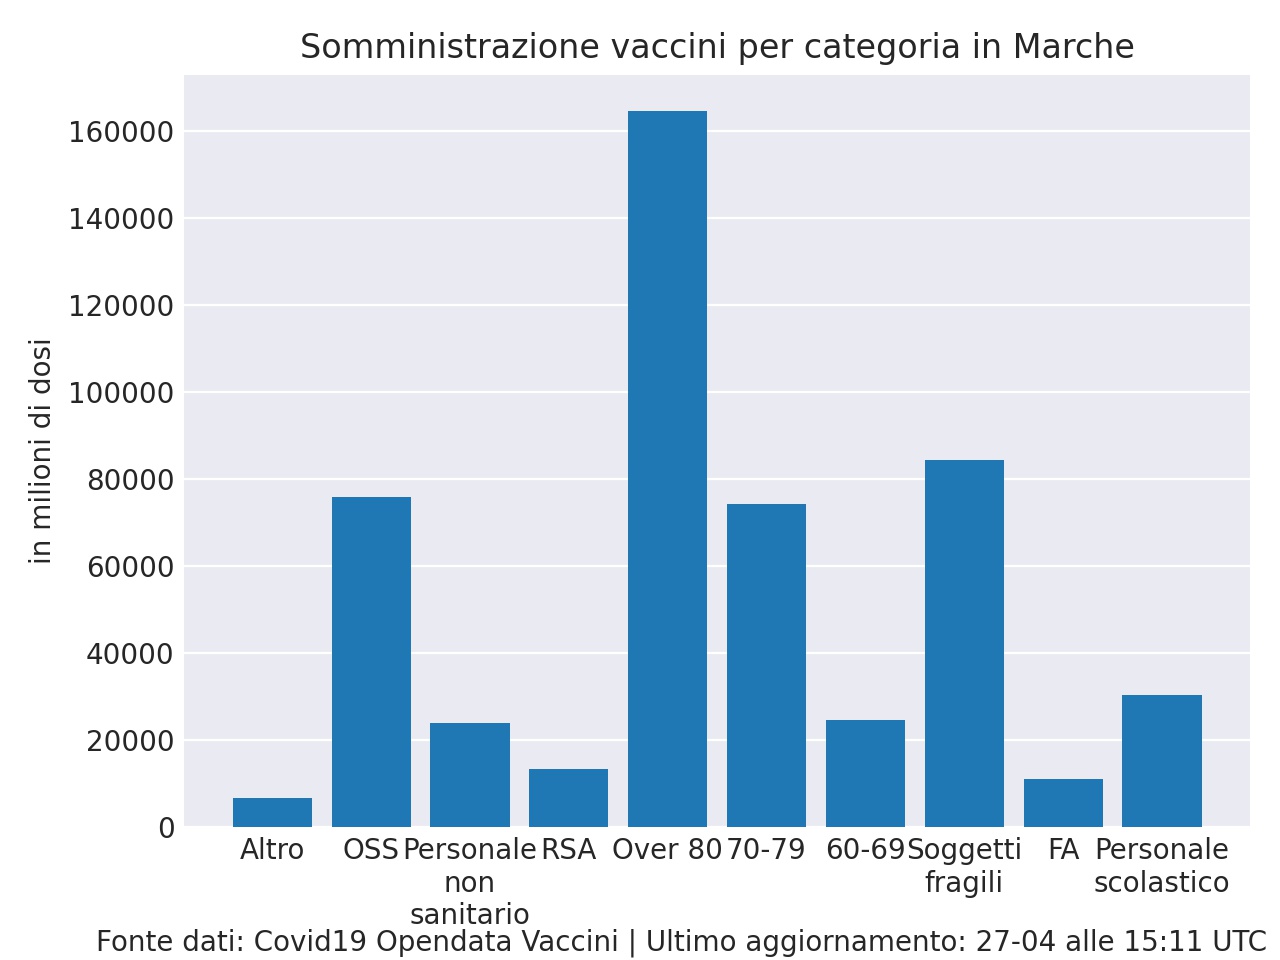 Somministrazione vaccini per categoria in Marche
in milioni di dosi
160000
140000
120000
100000
80000
60000
40000
20000
0
Altro OSS Personale RSA Over 80 70-79 60-69 Soggetti FA Personale
non fragili scolastico
sanitario
Fonte dati: Covid19 Opendata Vaccini | Ultimo aggiornamento: 27-04 alle 15:11 UTC